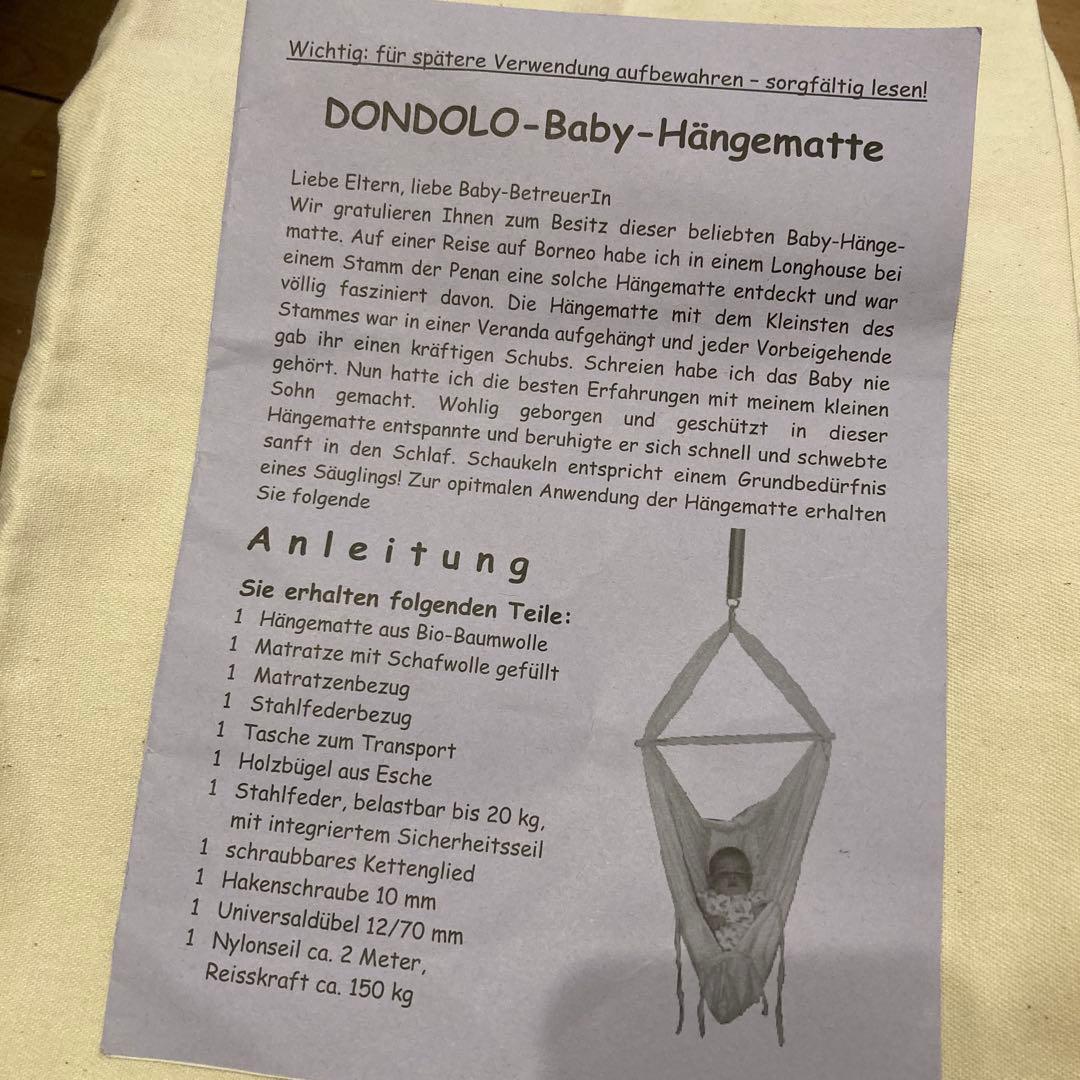 Wichtig: für spätere Verwendung aufbewahren - sorgfältig lesen!
DONDOLO-Baby-Hängematte
Liebe Eltern, liebe Baby-BetreuerIn
Wir gratulieren Ihnen zum Besitz dieser beliebten Baby-Hänge-
matte. Auf einer Reise auf Borneo habe ich in einem Longhouse bei
einem Stamm der Penan eine solche Hängematte entdeckt und war
völlig fasziniert davon. Die Hängematte mit dem Kleinsten des
Stammes war in einer Veranda aufgehängt und jeder Vorbeigehende
gab ihr einen kräftigen Schubs. Schreien habe ich das Baby nie
gehört. Nun hatte ich die besten Erfahrungen mit meinem kleinen
Sohn gemacht. Wohlig geborgen und geschützt in dieser
Hängematte entspannte und beruhigte er sich schnell und schwebte
sanft in den Schlaf. Schaukeln entspricht einem Grundbedürfnis
eines Säuglings! Zur opitmalen Anwendung der Hängematte erhalten
Sie folgende
Anleitung
Sie erhalten folgenden Teile:
1 Hängematte aus Bio-Baumwolle
1 Matratze mit Schafwolle gefüllt
1 Matratzenbezug
1 Stahlfederbezug
1 Tasche zum Transport
1 Holzbügel aus Esche
1 Stahlfeder, belastbar bis 20 kg,
mit integriertem Sicherheitsseil
1 schraubbares Kettenglied
1 Hakenschraube 10 mm
1 Universaldübel 12/70 mm
1 Nylonseil ca. 2 Meter,
Reisskraft ca. 150 kg